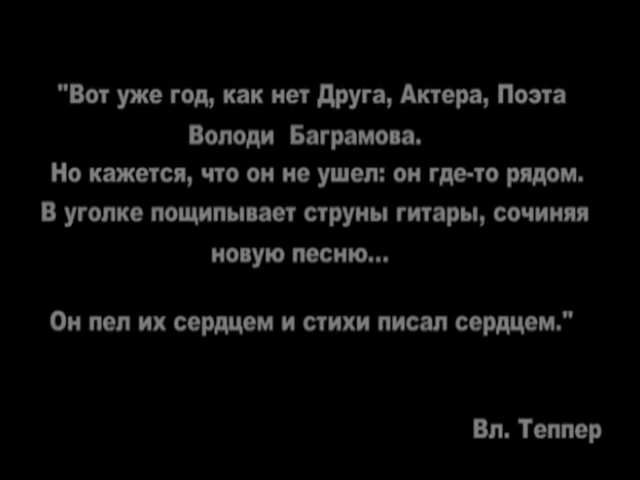 "Вот уже год, как нет Друга, Актера, Поэта
Володи Баграмова.
Но кажется, что он не ушел: он где-то рядом.
В уголке пощипывает струны гитары, сочиняя
новую песню...
Он пел их сердцем и стихи писал сердцем."
Вл. Теппер